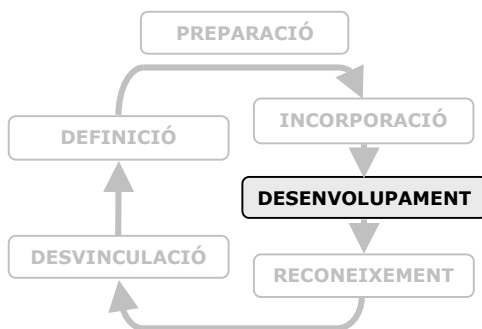 PREPARACIÓ
INCORPORACIÓ
DEFINICIÓ
DESENVOLUPAMENT
DESVINCULACIÓ
RECONEIXEMENT